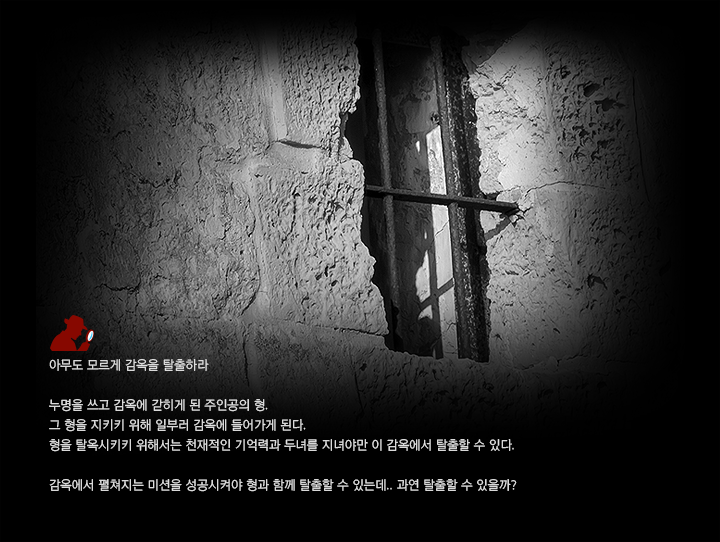 아무도 모르게 감옥을 탈출하라
누명을 쓰고 감옥에 갇히게 된 주인공의 형.
그 형을 지키키 위해 일부러 감옥에 들어가게 된다.
형을 탈옥시키키 위해서는 천재적인 기억력과 두녀를 지녀야만 이 감옥에서 탈출할 수 있다.
감옥에서 펼쳐지는 미션을 성공시켜야 형과 함께 탈출할 수 있는데.. 과연 탈출할 수 있을까?